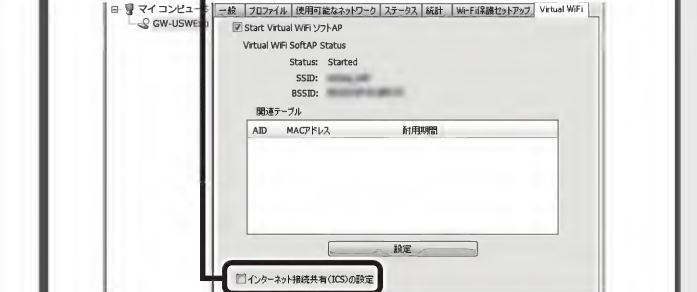 マイ コンピュータ
GW-USWE
一般 プロファイル 使用可能なネットワーク ステータス 統計 Wi-Fi保護セットアップ Virtual WiFi
Start Virtual WiFi ソフトAP
Virtual WiFi SoftAP Status
Status: Started
SSID:
BSSID:
関連テーブル
AID MACアドレス 耐用期間
設定
インターネット接続共有(ICS)の設定